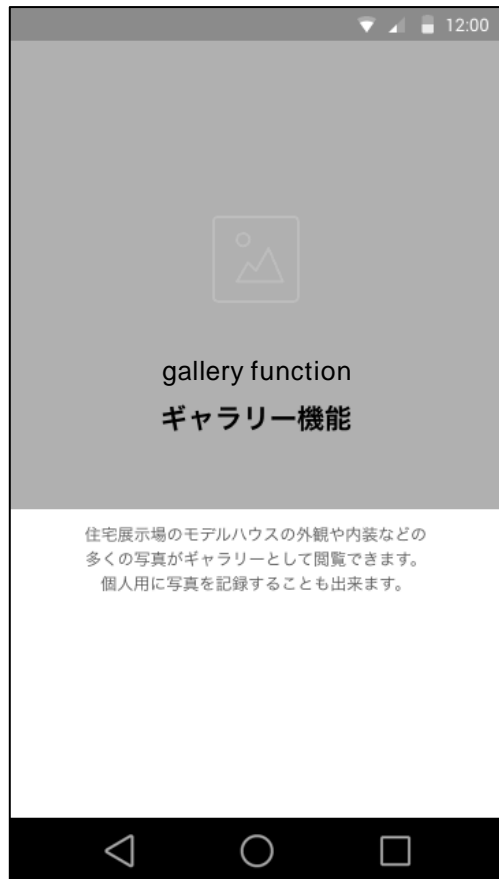 12:00
gallery function
ギャラリー機能
住宅展示場のモデルハウスの外観や内装などの
多くの写真がギャラリーとして閲覧できます。
個人用に写真を記録することも出来ます。